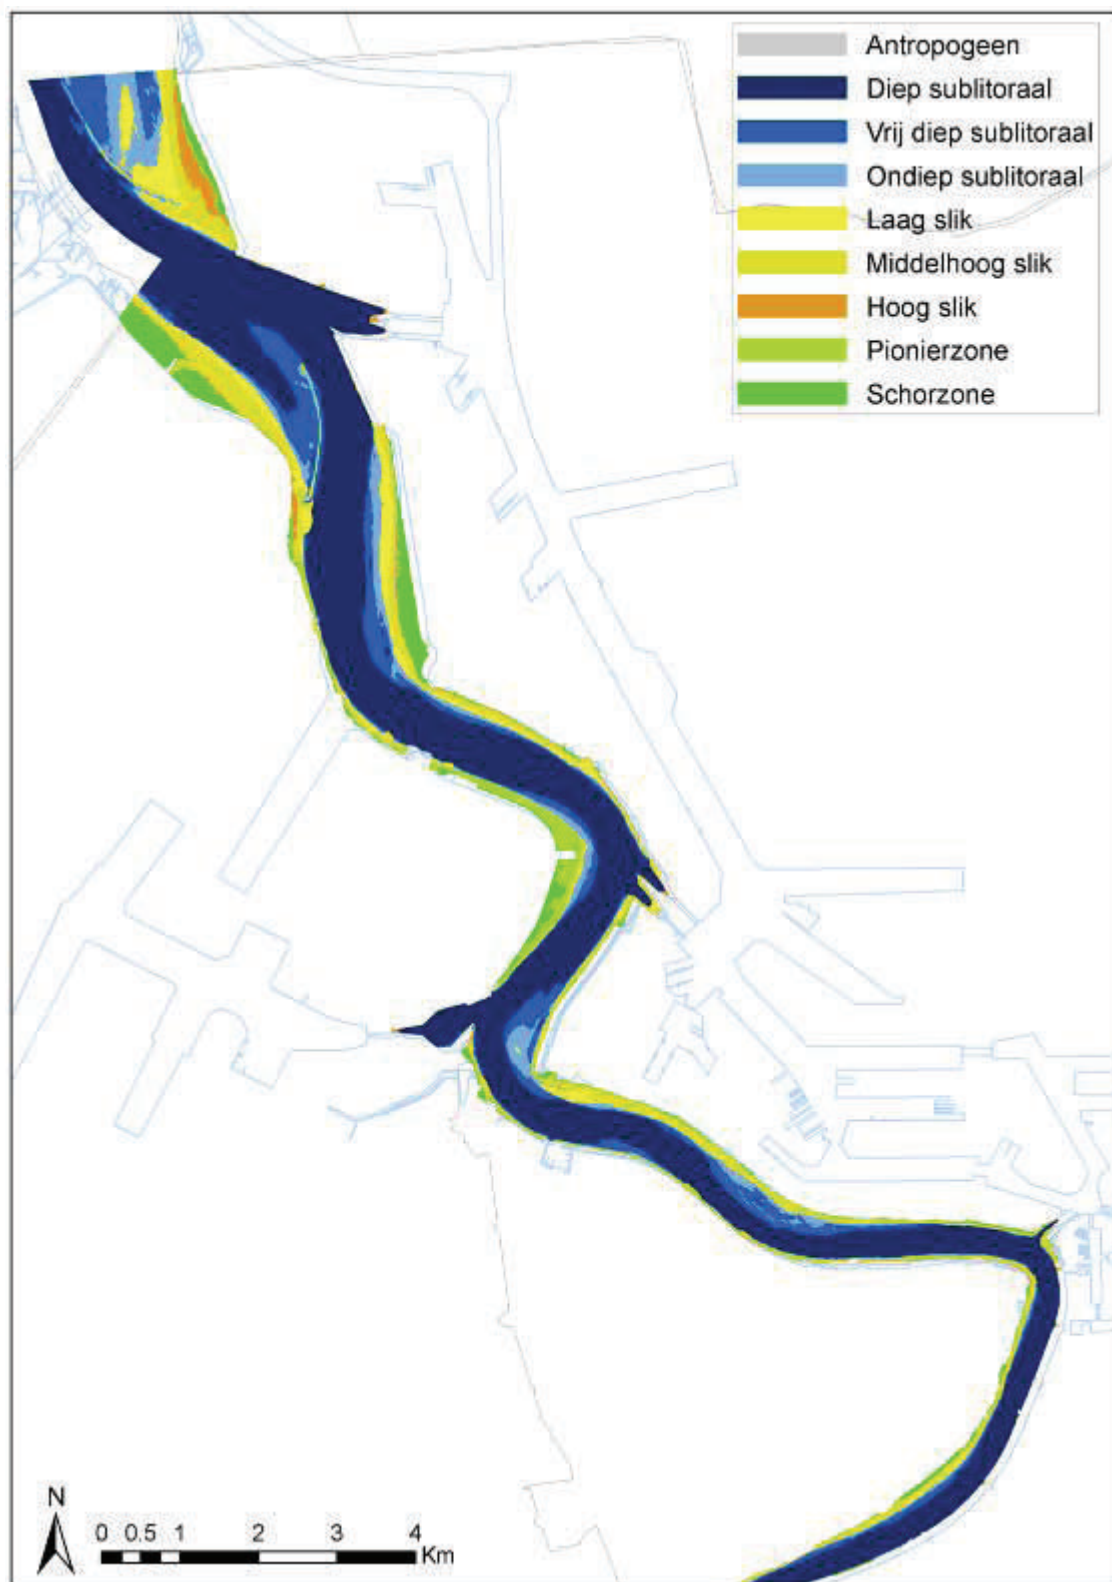 Antropogeen
Diep sublitoraal
Vrij diep sublitoraal
Ondiep sublitoraal
Laag slik
Middelhoog slik
Hoog slik
Pionierzone
Schorzone
N
0 0.5 1 2 3 4
Km